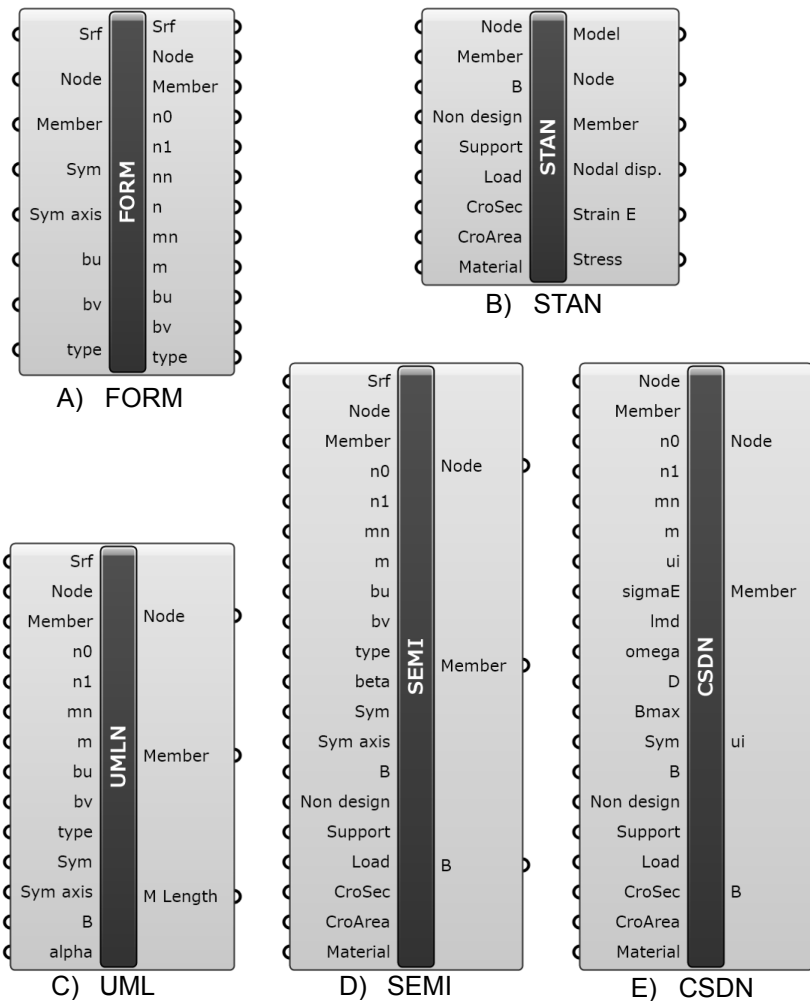 Srf
Node
Member
Sym
Sym axis
bu
bv
type
FORM
Srf
Node
Member
n0
n1
nn
n
mn
m
bu
bv
type
A) FORM
Node
Member
B
Non design
Support
Load
CroSec
CroArea
Material
STAN
Model
Node
Member
Nodal disp.
Strain E
Stress
B) STAN
Srf
Node
Member
n0
n1
mn
m
bu
bv
type
Sym
Sym axis
B
alpha
UMLN
Node
Member
M Length
C) UML
Srf
Node
Member
n0
n1
mn
m
bu
bv
type
beta
Sym
Sym axis
B
Non design
Support
Load
CroSec
CroArea
Material
SEMI
Node
Member
B
D) SEMI
Node
Member
n0
n1
mn
m
ui
sigmaE
lmd
omega
D
Bmax
Sym
B
Non design
Support
Load
CroSec
CroArea
Material
CSDN
Node
Member
ui
B
E) CSDN